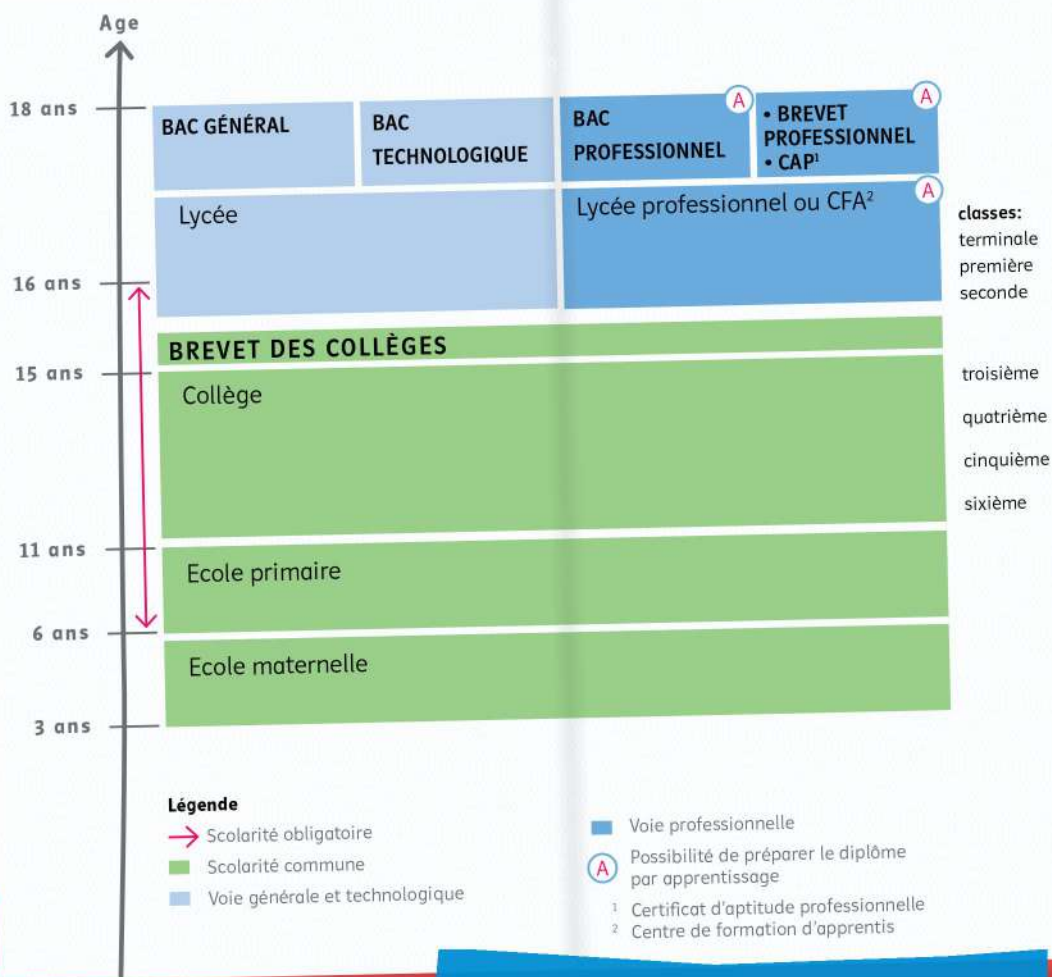 Age
18 ans
BAC GÉNÉRAL
BAC
TECHNOLOGIQUE
BAC
PROFESSIONNEL
A
• BREVET
PROFESSIONNEL
• CAP¹
A
Lycée
Lycée professionnel ou CFA²
A
classes:
terminale
première
seconde
16 ans
BREVET DES COLLÈGES
15 ans
Collège
troisième
quatrième
cinquième
sixième
11 ans
Ecole primaire
6 ans
Ecole maternelle
3 ans
Légende
Scolarité obligatoire
Scolarité commune
Voie générale et technologique
Voie professionnelle
A
Possibilité de préparer le diplôme
par apprentissage
¹ Certificat d'aptitude professionnelle
² Centre de formation d'apprentis